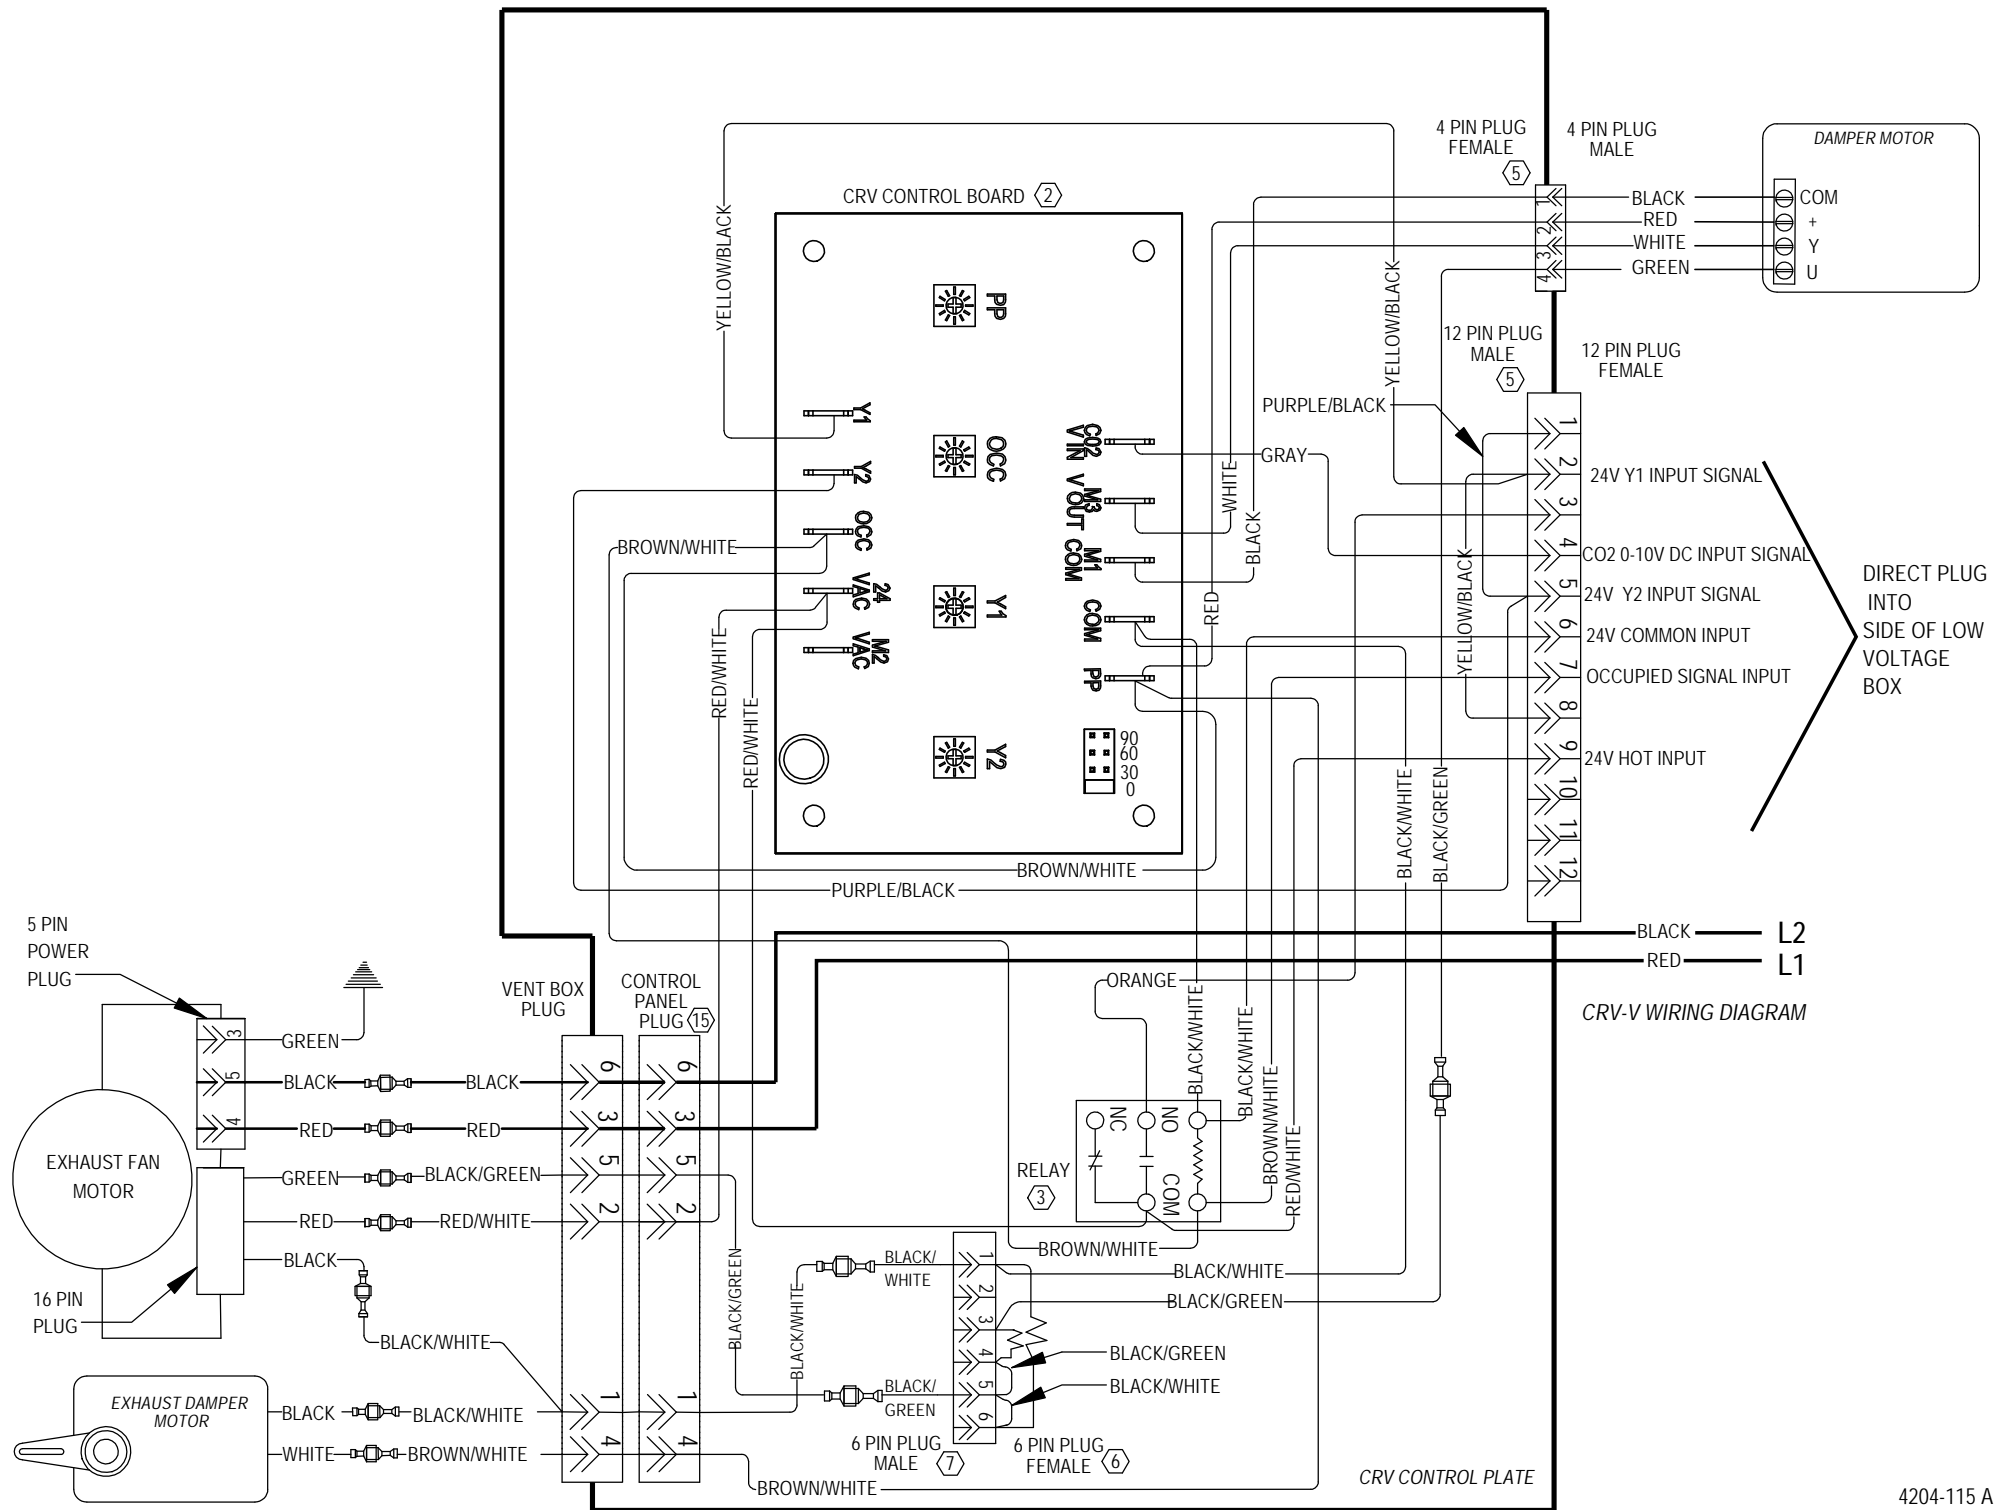 4 PIN PLUG
FEMALE
5
4 PIN PLUG
MALE
DAMPER MOTOR
COM
+
Y
U
BLACK
RED
WHITE
GREEN
1
2
3
4
CRV CONTROL BOARD 2
YELLOW/BLACK
YELLOW/BLACK
PP
OCC
Y1
Y2
Y1
Y2
OCC
24
VAC
M2
VAC
CO2
V IN
M3
V OUT
M1
COM
COM
PP
90
60
30
0
12 PIN PLUG
MALE
5
12 PIN PLUG
FEMALE
PURPLE/BLACK
GRAY
WHITE
BLACK
RED
YELLOW/BLACK
BROWN/WHITE
RED/WHITE
RED/WHITE
1
2
3
4
5
6
7
8
9
10
11
12
24V Y1 INPUT SIGNAL
CO2 0-10V DC INPUT SIGNAL
24V Y2 INPUT SIGNAL
24V COMMON INPUT
OCCUPIED SIGNAL INPUT
24V HOT INPUT
DIRECT PLUG
INTO
SIDE OF LOW
VOLTAGE
BOX
BLACK/WHITE
BLACK/GREEN
BROWN/WHITE
PURPLE/BLACK
BLACK
L2
RED
L1
CRV-V WIRING DIAGRAM
5 PIN
POWER
PLUG
VENT BOX
PLUG
CONTROL
PANEL
PLUG 15
ORANGE
BLACK/WHITE
BLACK/WHITE
BROWN/WHITE
RED/WHITE
3
5
4
GREEN
BLACK
BLACK
RED
RED
GREEN
BLACK/GREEN
RED
RED/WHITE
BLACK
BLACK/WHITE
6
3
5
2
1
4
6
3
5
2
1
4
EXHAUST FAN
MOTOR
16 PIN
PLUG
RELAY
3
NC
NO
COM
BROWN/WHITE
BLACK/WHITE
BLACK/GREEN
BLACK/GREEN
BLACK/WHITE
BLACK/GREEN
BLACK/WHITE
BLACK/
WHITE
BLACK/
GREEN
1
2
3
4
5
6
6 PIN PLUG
MALE
7
6 PIN PLUG
FEMALE
6
EXHAUST DAMPER
MOTOR
BLACK
BLACK/WHITE
WHITE
BROWN/WHITE
BROWN/WHITE
CRV CONTROL PLATE
4204-115 A